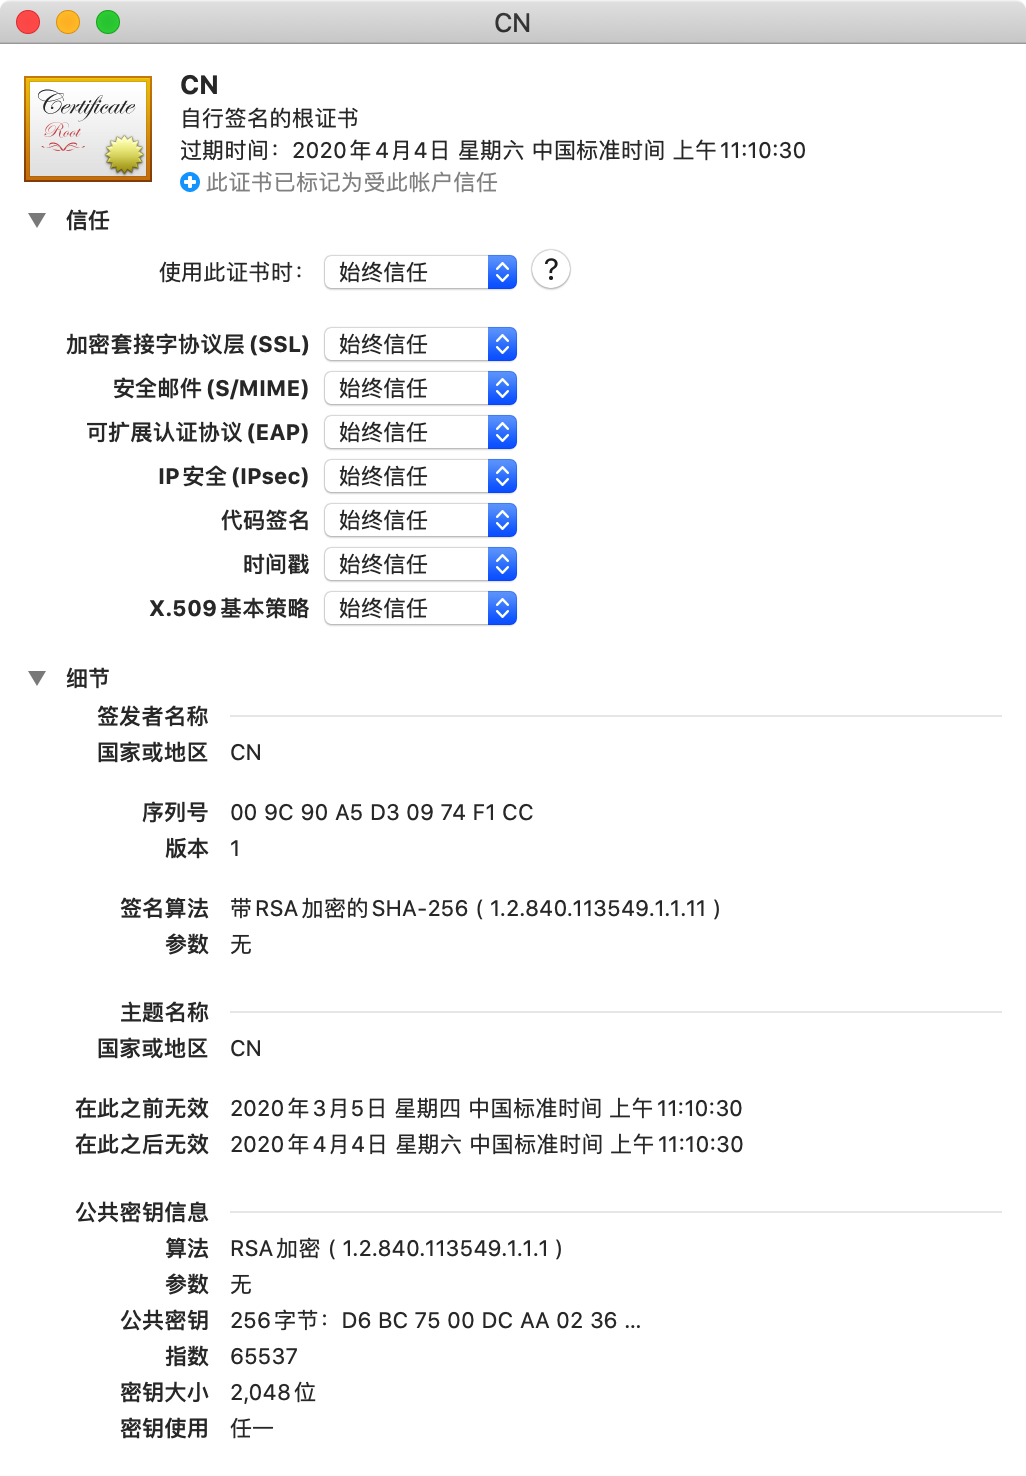 CN
Certificate
Root
CN
自行签名的根证书
过期时间：2020年4月4日 星期六 中国标准时间 上午11:10:30
此证书已标记为受此帐户信任
信任
使用此证书时： 始终信任 ?
加密套接字协议层 (SSL) 始终信任
安全邮件 (S/MIME) 始终信任
可扩展认证协议 (EAP) 始终信任
IP 安全 (IPsec) 始终信任
代码签名 始终信任
时间戳 始终信任
X.509 基本策略 始终信任
细节
签发者名称
国家或地区 CN
序列号 00 9C 90 A5 D3 09 74 F1 CC
版本 1
签名算法 带 RSA 加密的 SHA-256 ( 1.2.840.113549.1.1.11 )
参数 无
主题名称
国家或地区 CN
在此之前无效 2020年3月5日 星期四 中国标准时间 上午11:10:30
在此之后无效 2020年4月4日 星期六 中国标准时间 上午11:10:30
公共密钥信息
算法 RSA 加密 ( 1.2.840.113549.1.1.1 )
参数 无
公共密钥 256 字节：D6 BC 75 00 DC AA 02 36 ...
指数 65537
密钥大小 2,048 位
密钥使用 任一